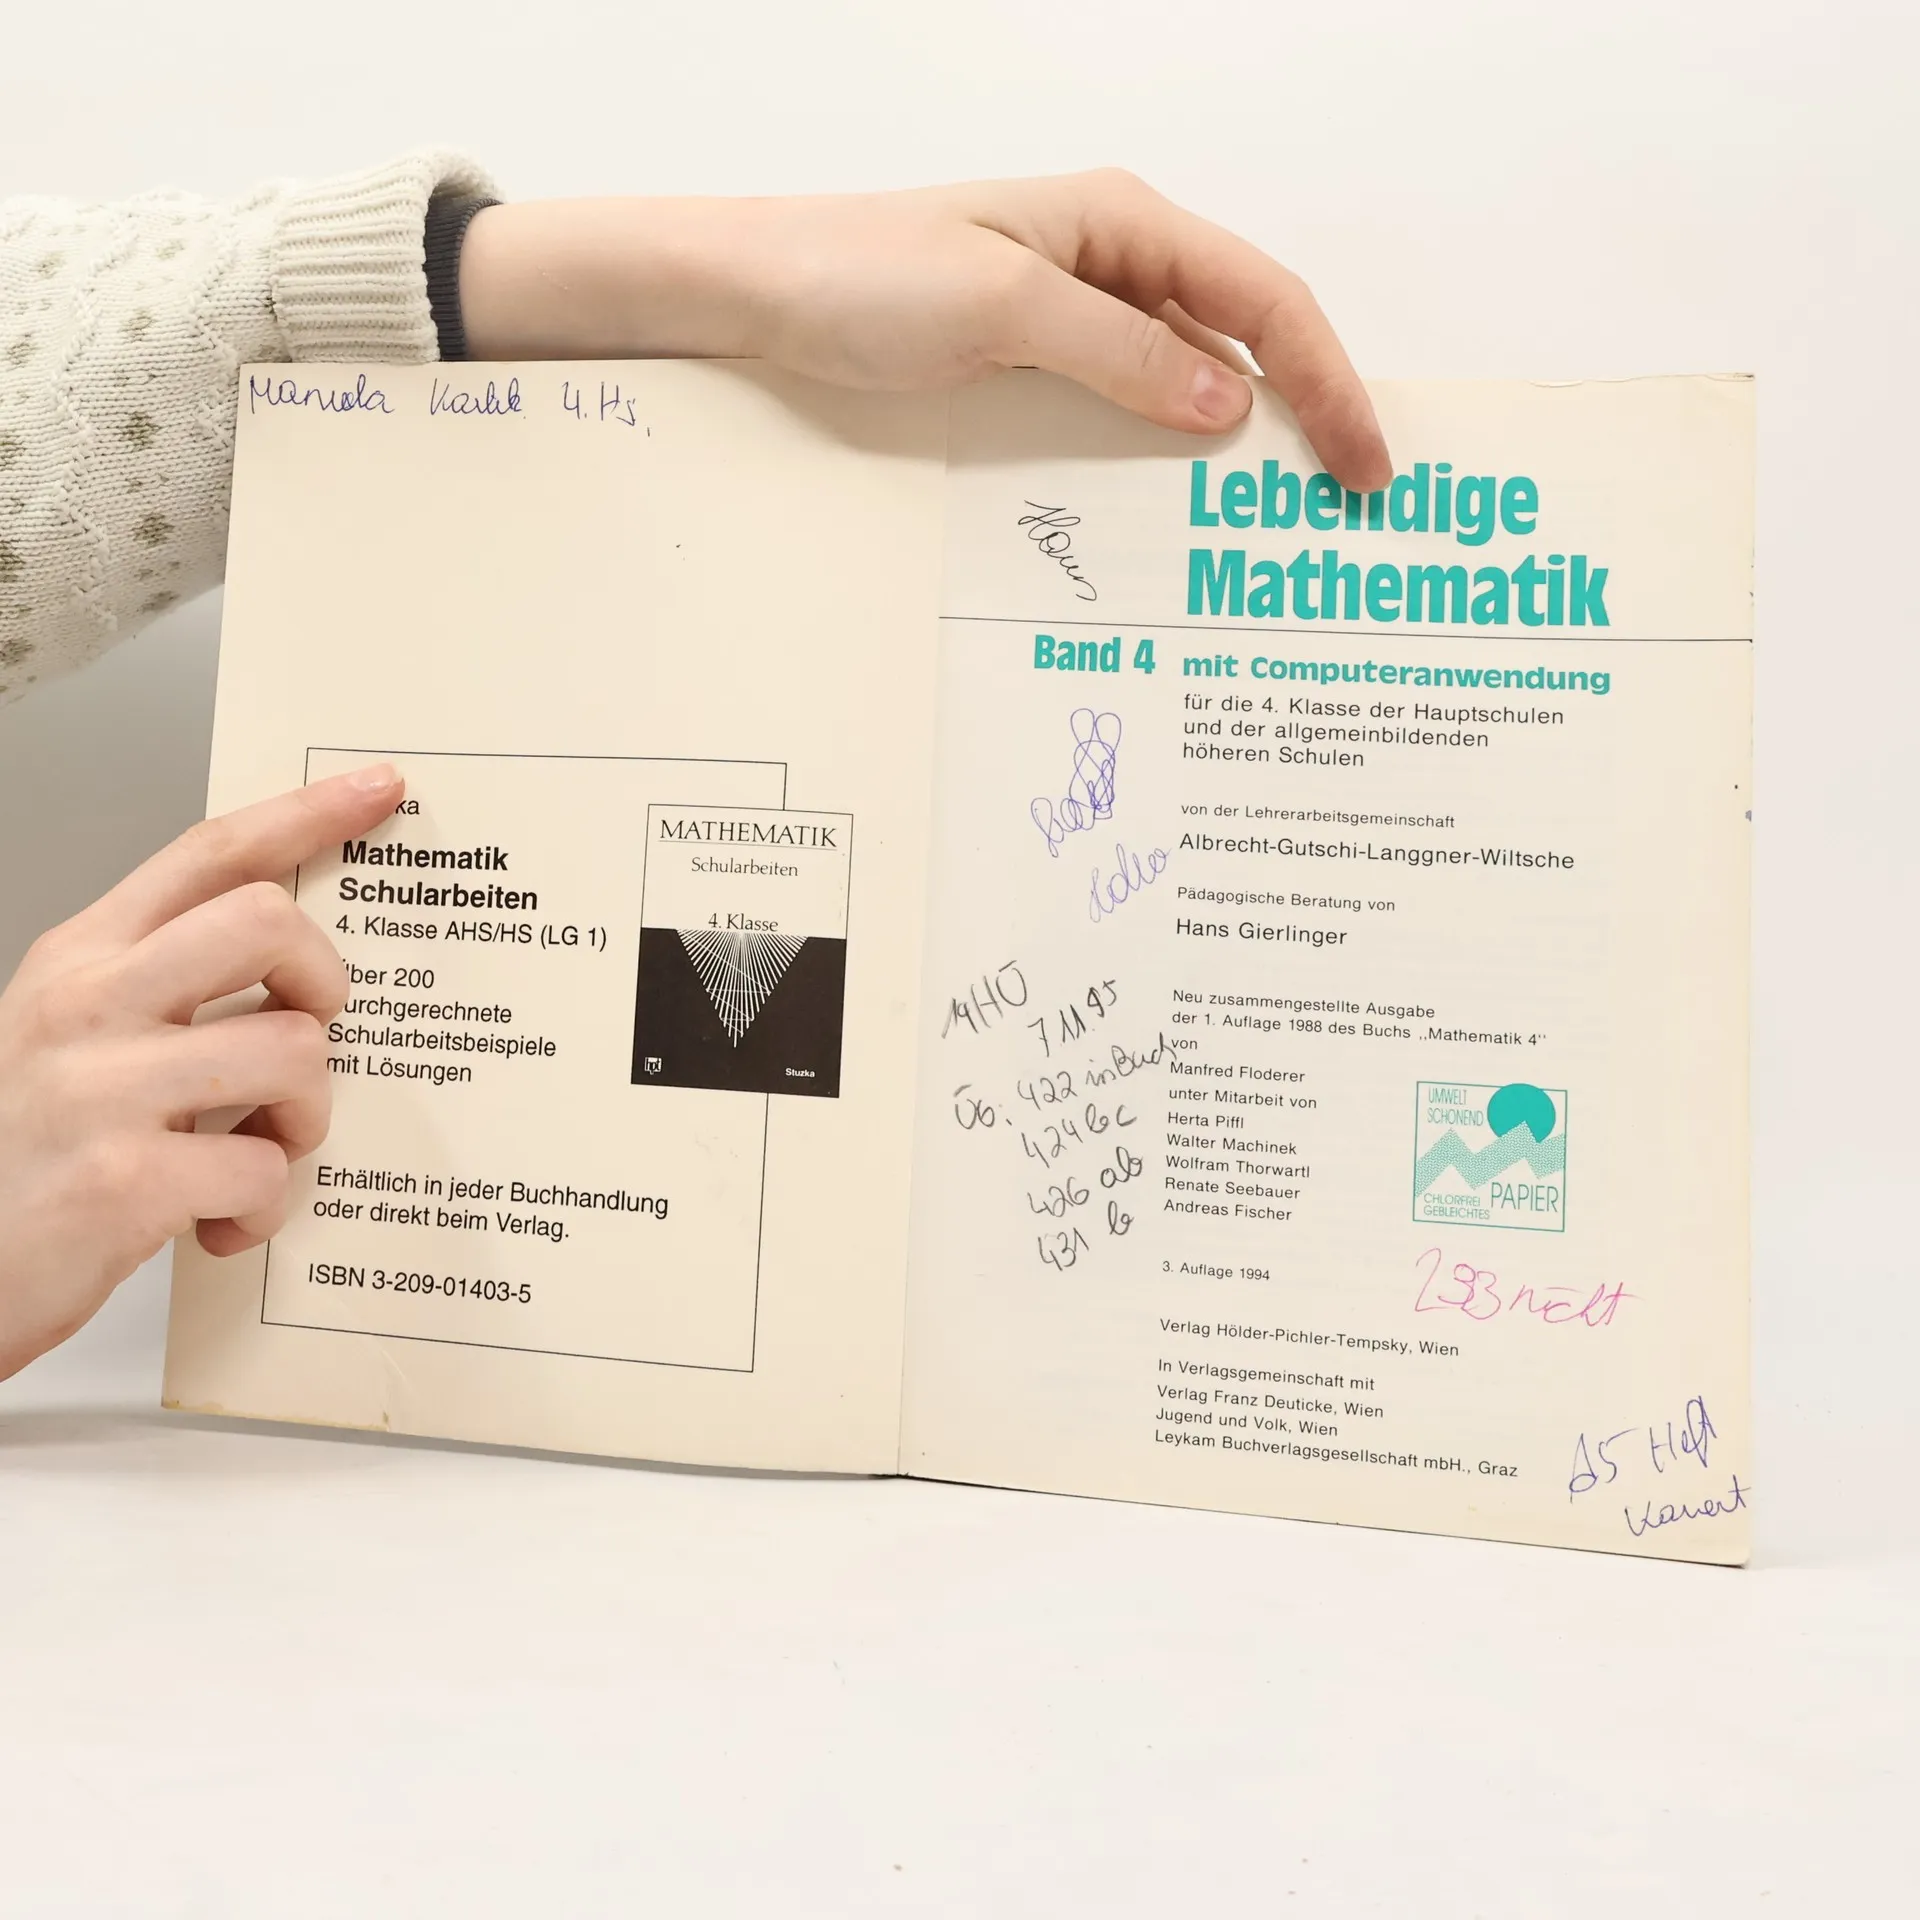 4. Hs,
ka
Mathematik
Schularbeiten
4. Klasse AHS/HS (LG 1)
ber 200
urchgerechnete
Schularbeitsbeispiele
mit Lösungen
Erhältlich in jeder Buchhandlung
oder direkt beim Verlag.
ISBN 3-209-01403-5
MATHEMATIK
Schularbeiten
4. Klasse
hpt
Stuzka
Lebendige
Mathematik
Band 4 mit Computeranwendung
für die 4. Klasse der Hauptschulen
und der allgemeinbildenden
höheren Schulen
von der Lehrerarbeitsgemeinschaft
Albrecht-Gutschi-Langgner-Wiltsche
Pädagogische Beratung von
Hans Gierlinger
Neu zusammengestellte Ausgabe
der 1. Auflage 1988 des Buchs „Mathematik 4“
von
Manfred Floderer
unter Mitarbeit von
Herta Piffl
Walter Machinek
Wolfram Thorwartl
Renate Seebauer
Andreas Fischer
3. Auflage 1994
Verlag Hölder-Pichler-Tempsky, Wien
In Verlagsgemeinschaft mit
Verlag Franz Deuticke, Wien
Jugend und Volk, Wien
Leykam Buchverlagsgesellschaft mbH., Graz
19 HÜ
7.11.95
Üb: 422 in Buch
424 b c
426 ab
431 b
UMWELT
SCHONEND
CHLORFREI
GEBLEICHTES
PAPIER
nicht
A5 Heft